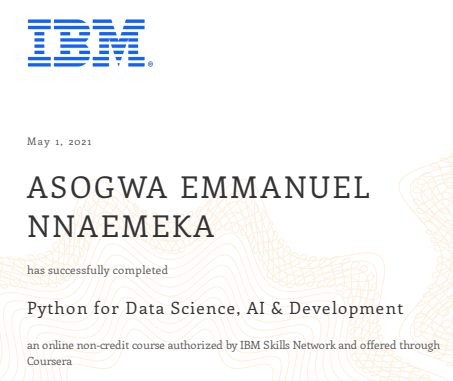 IBM®
May 1, 2021
ASOGWA EMMANUEL
NNAEMEKA
has successfully completed
Python for Data Science, AI & Development
an online non-credit course authorized by IBM Skills Network and offered through
Coursera